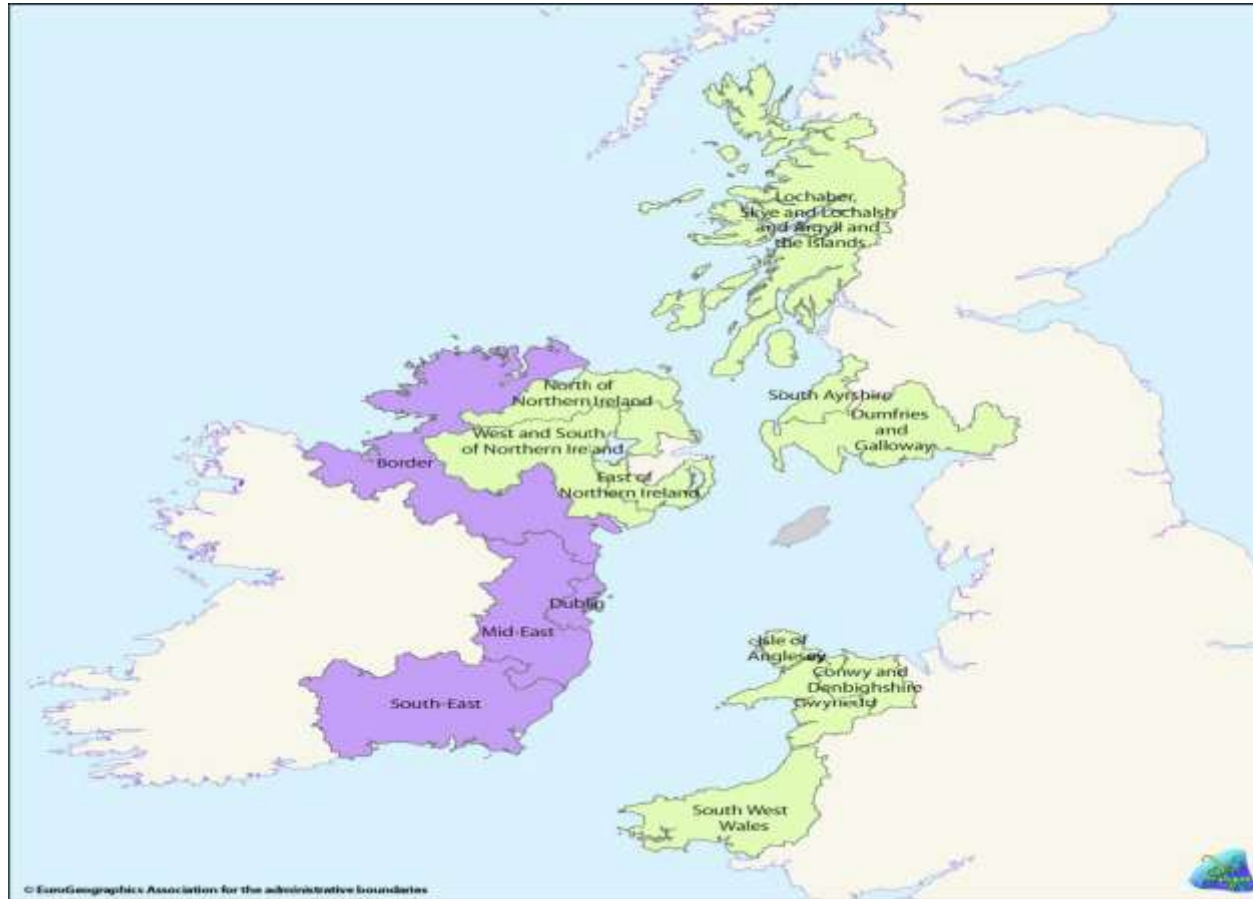 Lochaber,
Skye and Lochalsh
and Argyll and
the Islands
North of
Northern Ireland
South Ayrshire
Dumfries
and
Galloway
West and South
of Northern Ireland
Border
East of
Northern Ireland
Dublin
Mid-East
Isle of
Anglesey
Conwy and
Denbighshire
Gwynedd
South-East
South West
Wales
© EuroGeographics Association for the administrative boundaries